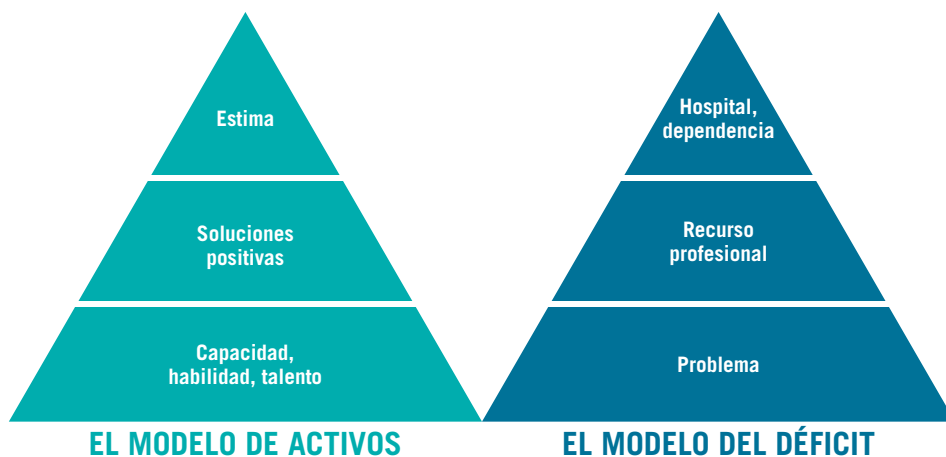 Estima
Soluciones
positivas
Capacidad,
habilidad, talento
EL MODELO DE ACTIVOS
Hospital,
dependencia
Recurso
profesional
Problema
EL MODELO DEL DÉFICIT